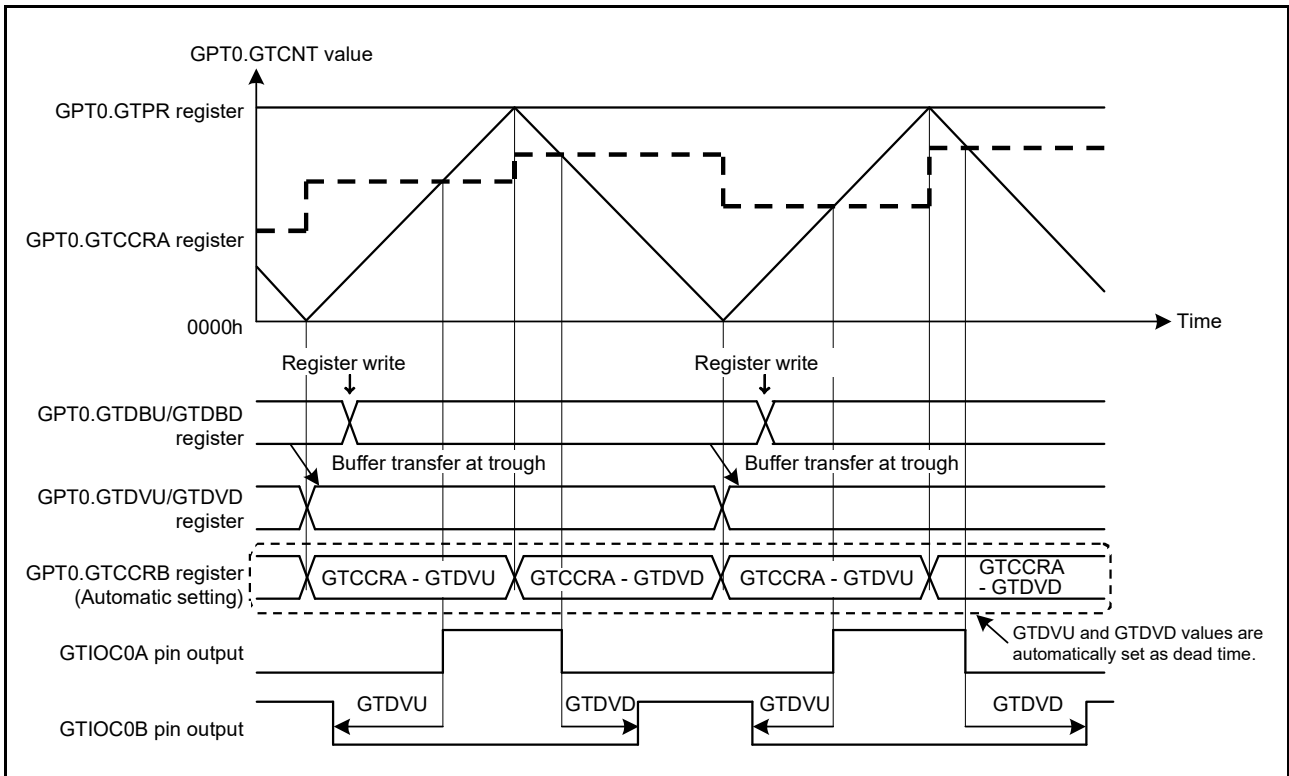 GPT0.GTCNT value
GPT0.GTPR register
GPT0.GTCCRA register
0000h
Time
Register write
Register write
GPT0.GTDBU/GTDBD
register
Buffer transfer at trough
Buffer transfer at trough
GPT0.GTDVU/GTDVD
register
GPT0.GTCCRB register
(Automatic setting)
GTCCRA - GTDVU
GTCCRA - GTDVD
GTCCRA - GTDVU
GTCCRA
- GTDVD
GTDVU and GTDVD values are
automatically set as dead time.
GTIOC0A pin output
GTDVU
GTDVD
GTDVU
GTDVD
GTIOC0B pin output